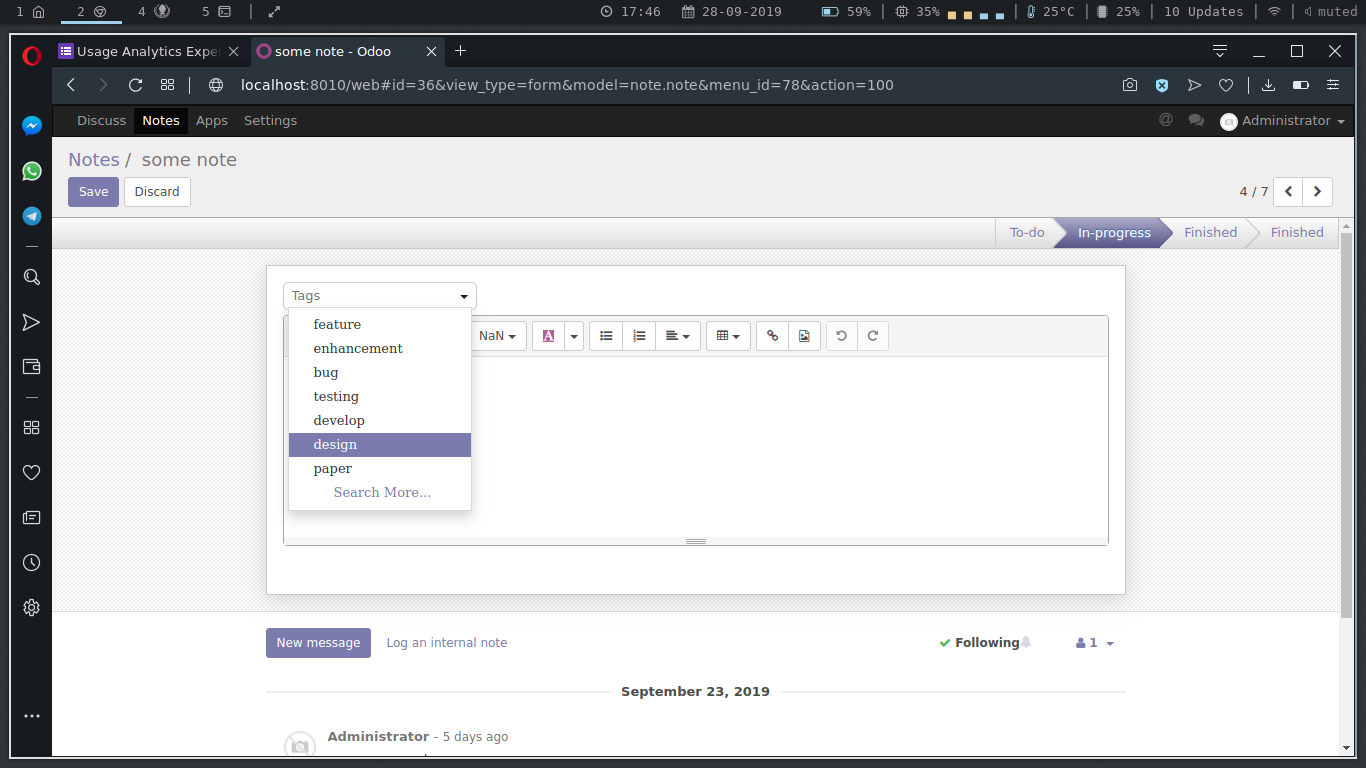 1 2 4 5 17:46 28-09-2019 59% 35% 25°C 25% 10 Updates muted
Usage Analytics Expe some note - Odoo
localhost:8010/web#id=36&view_type=form&model=note.note&menu_id=78&action=100
Discuss Notes Apps Settings @ Administrator
Notes / some note
Save Discard 4 / 7
To-do In-progress Finished Finished
Tags
feature
NaN A
enhancement
bug
testing
develop
design
paper
Search More...
New message Log an internal note Following 1
September 23, 2019
Administrator - 5 days ago